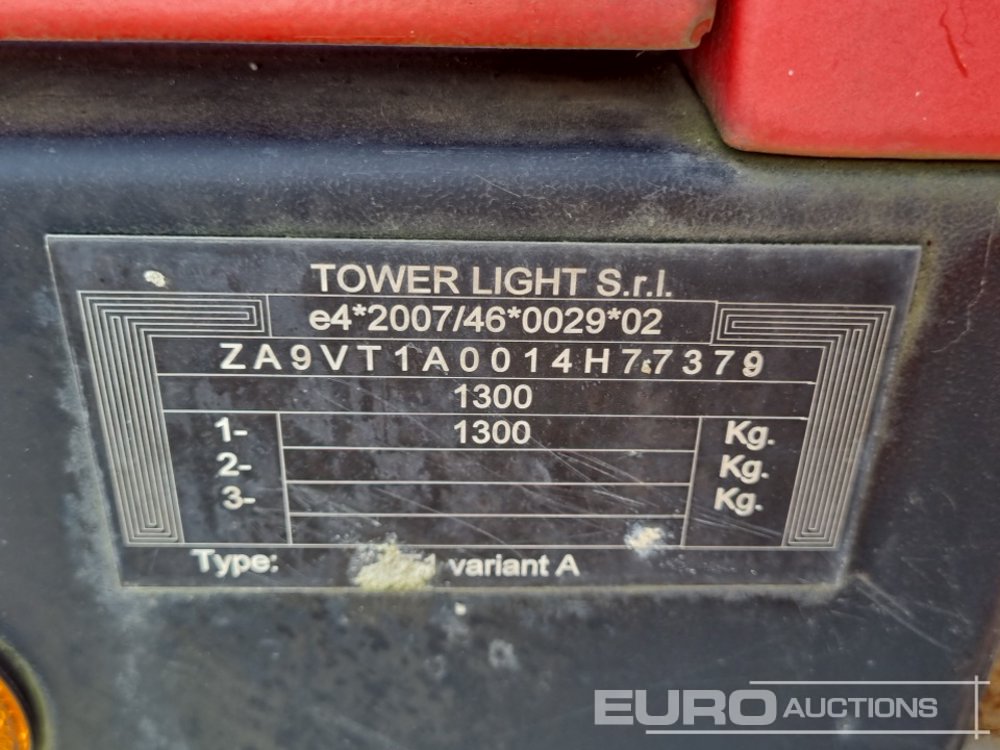 TOWER LIGHT S.r.l.
e4*2007/46*0029*02
ZA9VT1A0014H77379
1300
1- 1300 Kg.
2- Kg.
3- Kg.
Type: variant A
EURO AUCTIONS